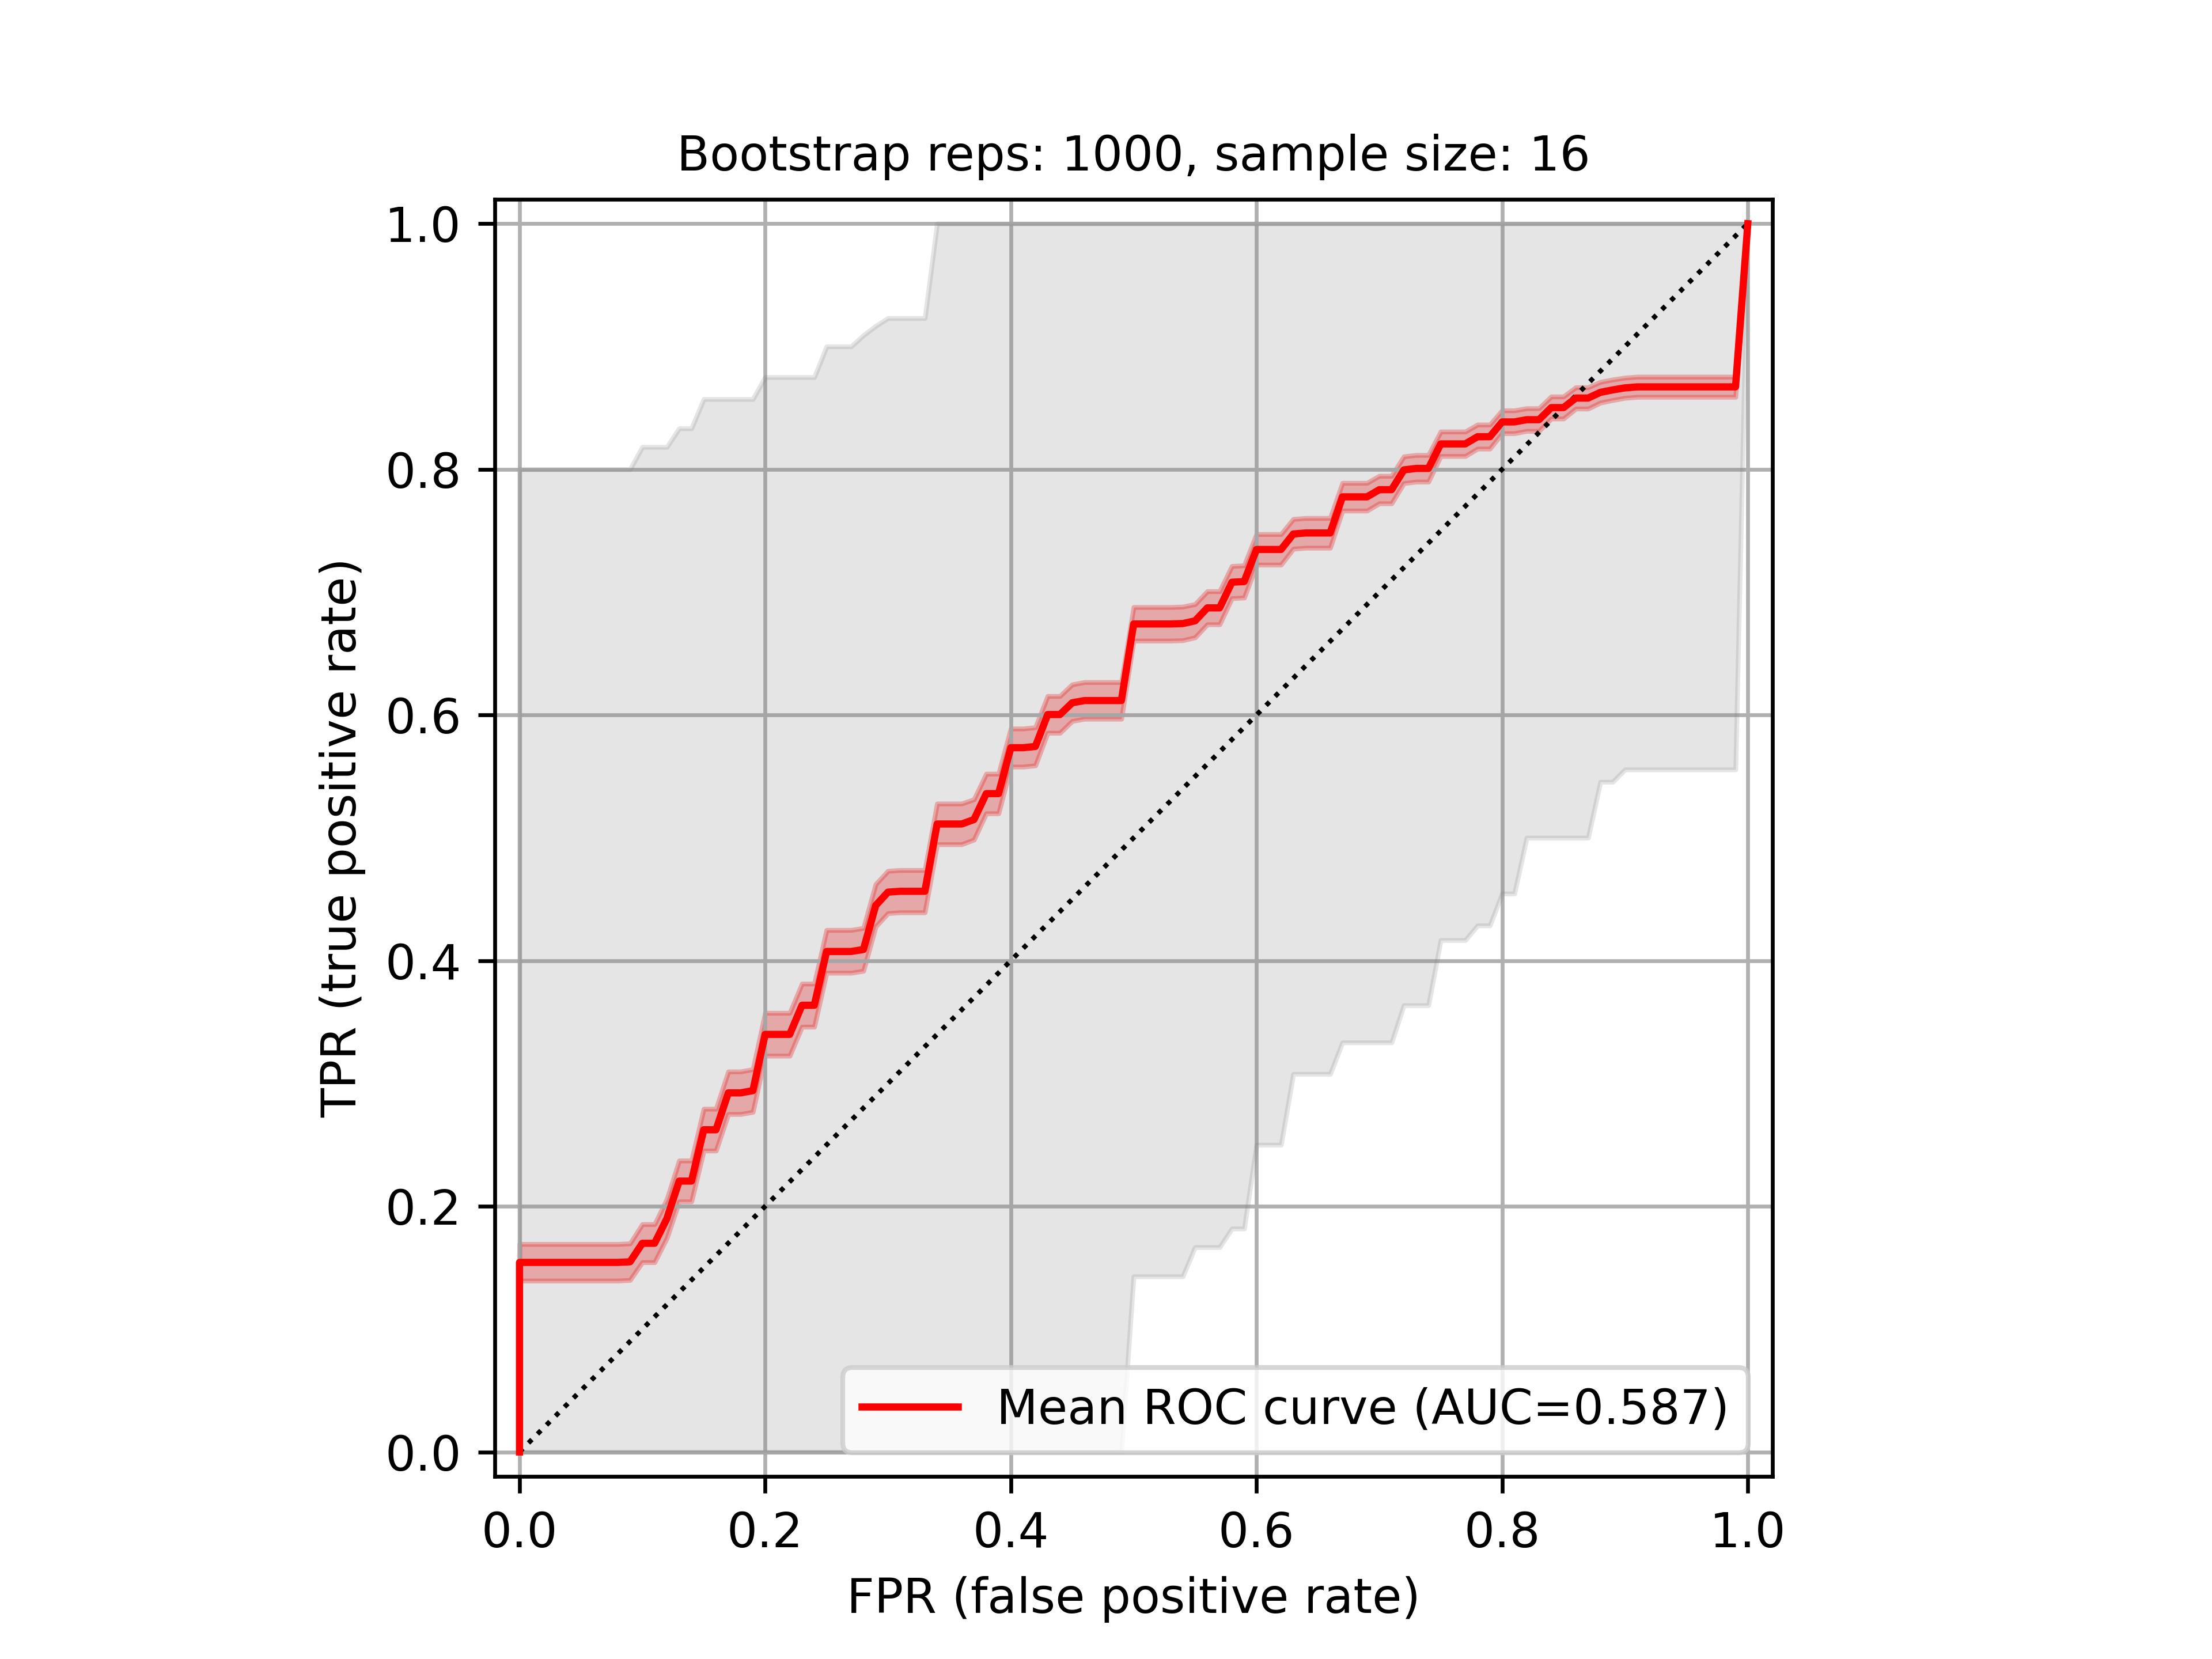 Bootstrap reps: 1000, sample size: 16
1.0
0.8
0.6
0.4
0.2
0.0
TPR (true positive rate)
Mean ROC curve (AUC=0.587)
0.0 0.2 0.4 0.6 0.8 1.0
FPR (false positive rate)